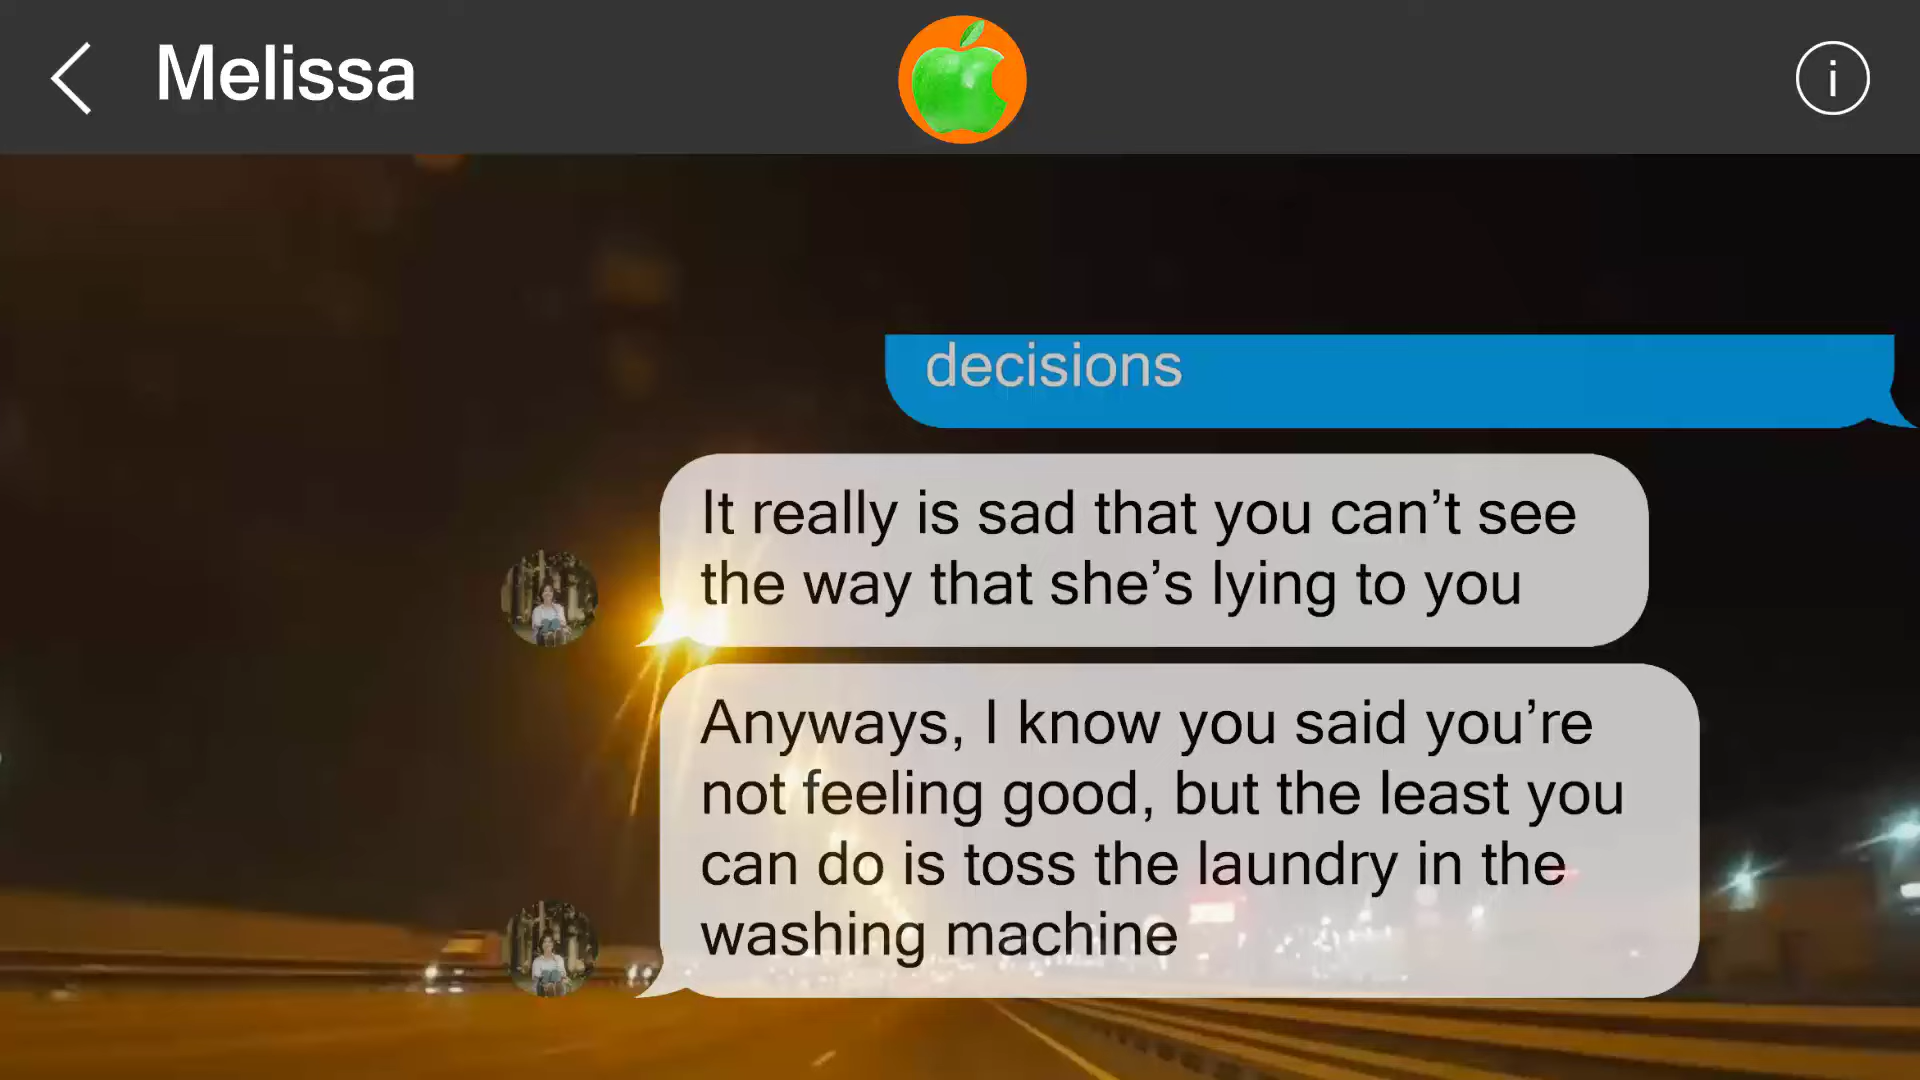 Melissa
i
decisions
It really is sad that you can’t see
the way that she’s lying to you
Anyways, I know you said you’re
not feeling good, but the least you
can do is toss the laundry in the
washing machine